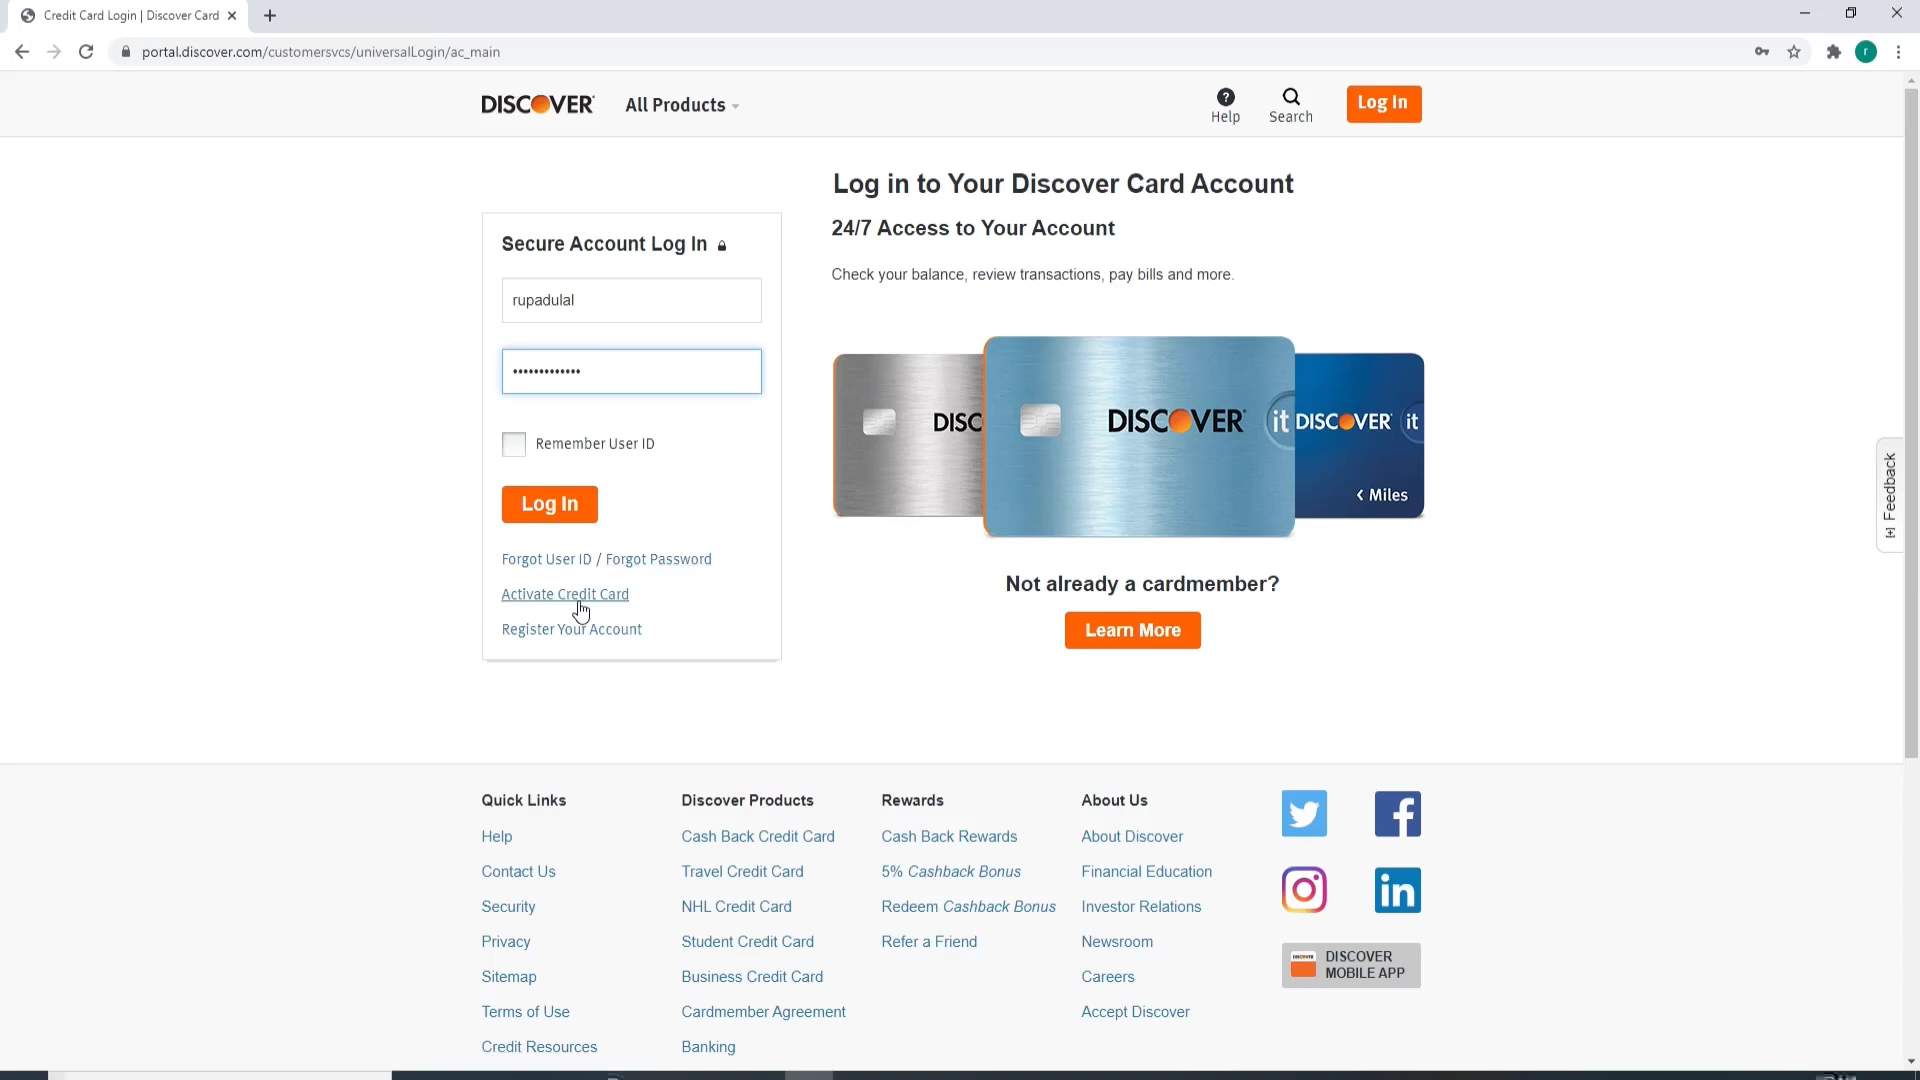 Credit Card Login | Discover Card
portal.discover.com/customersvcs/universalLogin/ac_main
r
DISCOVER
All Products
Help
Search
Log In
Log in to Your Discover Card Account
24/7 Access to Your Account
Check your balance, review transactions, pay bills and more.
Secure Account Log In
rupadulal
•••••••••••••
Remember User ID
Log In
Forgot User ID / Forgot Password
Activate Credit Card
Register Your Account
DISC
DISCOVER it
DISCOVER it
Miles
Not already a cardmember?
Learn More
[+] Feedback
Quick Links
Help
Contact Us
Security
Privacy
Sitemap
Terms of Use
Credit Resources
Discover Products
Cash Back Credit Card
Travel Credit Card
NHL Credit Card
Student Credit Card
Business Credit Card
Cardmember Agreement
Banking
Rewards
Cash Back Rewards
5% Cashback Bonus
Redeem Cashback Bonus
Refer a Friend
About Us
About Discover
Financial Education
Investor Relations
Newsroom
Careers
Accept Discover
DISCOVER
DISCOVER
MOBILE APP